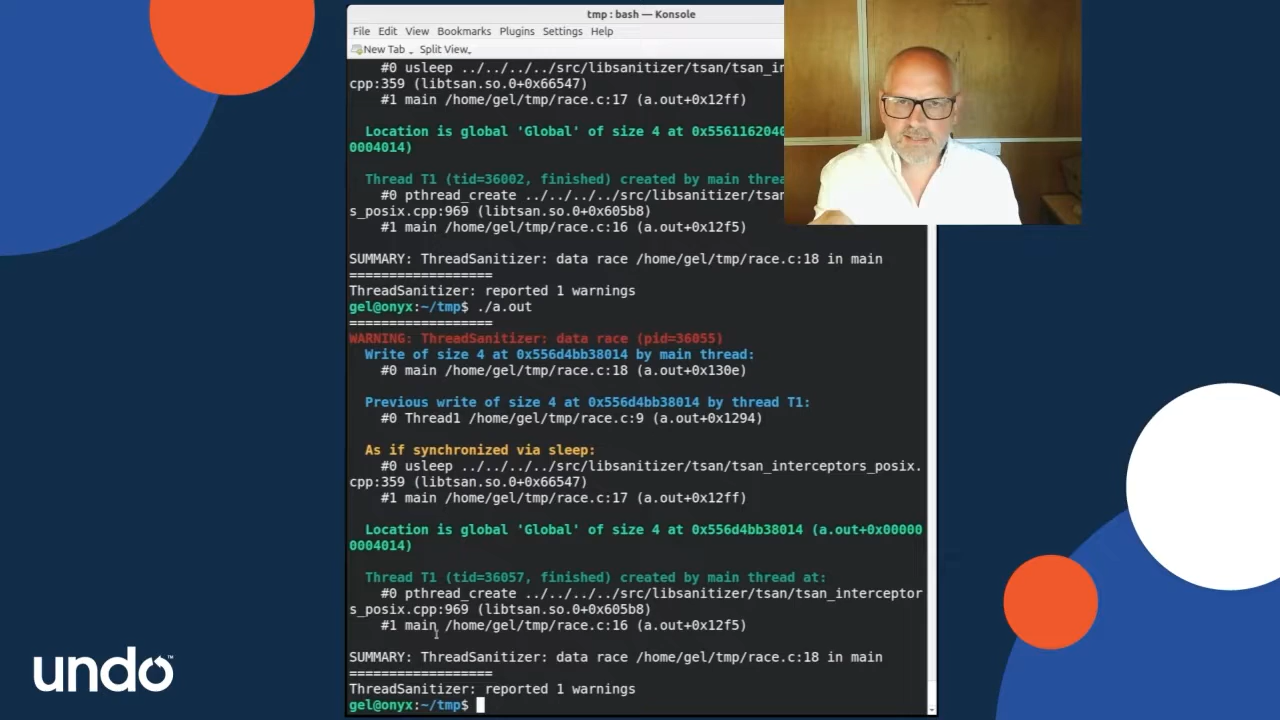 tmp : bash — Konsole
File Edit View Bookmarks Plugins Settings Help
New Tab Split View
#0 usleep ../../../../src/libsanitizer/tsan/tsan_in
cpp:359 (libtsan.so.0+0x66547)
#1 main /home/gel/tmp/race.c:17 (a.out+0x12ff)
Location is global 'Global' of size 4 at 0x5561162040
0004014)
Thread T1 (tid=36002, finished) created by main threa
#0 pthread_create ../../../../src/libsanitizer/tsan
s_posix.cpp:969 (libtsan.so.0+0x605b8)
#1 main /home/gel/tmp/race.c:16 (a.out+0x12f5)
SUMMARY: ThreadSanitizer: data race /home/gel/tmp/race.c:18 in main
==================
ThreadSanitizer: reported 1 warnings
gel@onyx:~/tmp$ ./a.out
==================
WARNING: ThreadSanitizer: data race (pid=36055)
Write of size 4 at 0x556d4bb38014 by main thread:
#0 main /home/gel/tmp/race.c:18 (a.out+0x130e)
Previous write of size 4 at 0x556d4bb38014 by thread T1:
#0 Thread1 /home/gel/tmp/race.c:9 (a.out+0x1294)
As if synchronized via sleep:
#0 usleep ../../../../src/libsanitizer/tsan/tsan_interceptors_posix.
cpp:359 (libtsan.so.0+0x66547)
#1 main /home/gel/tmp/race.c:17 (a.out+0x12ff)
Location is global 'Global' of size 4 at 0x556d4bb38014 (a.out+0x00000
0004014)
Thread T1 (tid=36057, finished) created by main thread at:
#0 pthread_create ../../../../src/libsanitizer/tsan/tsan_interceptor
s_posix.cpp:969 (libtsan.so.0+0x605b8)
#1 main /home/gel/tmp/race.c:16 (a.out+0x12f5)
SUMMARY: ThreadSanitizer: data race /home/gel/tmp/race.c:18 in main
==================
ThreadSanitizer: reported 1 warnings
gel@onyx:~/tmp$
undo™